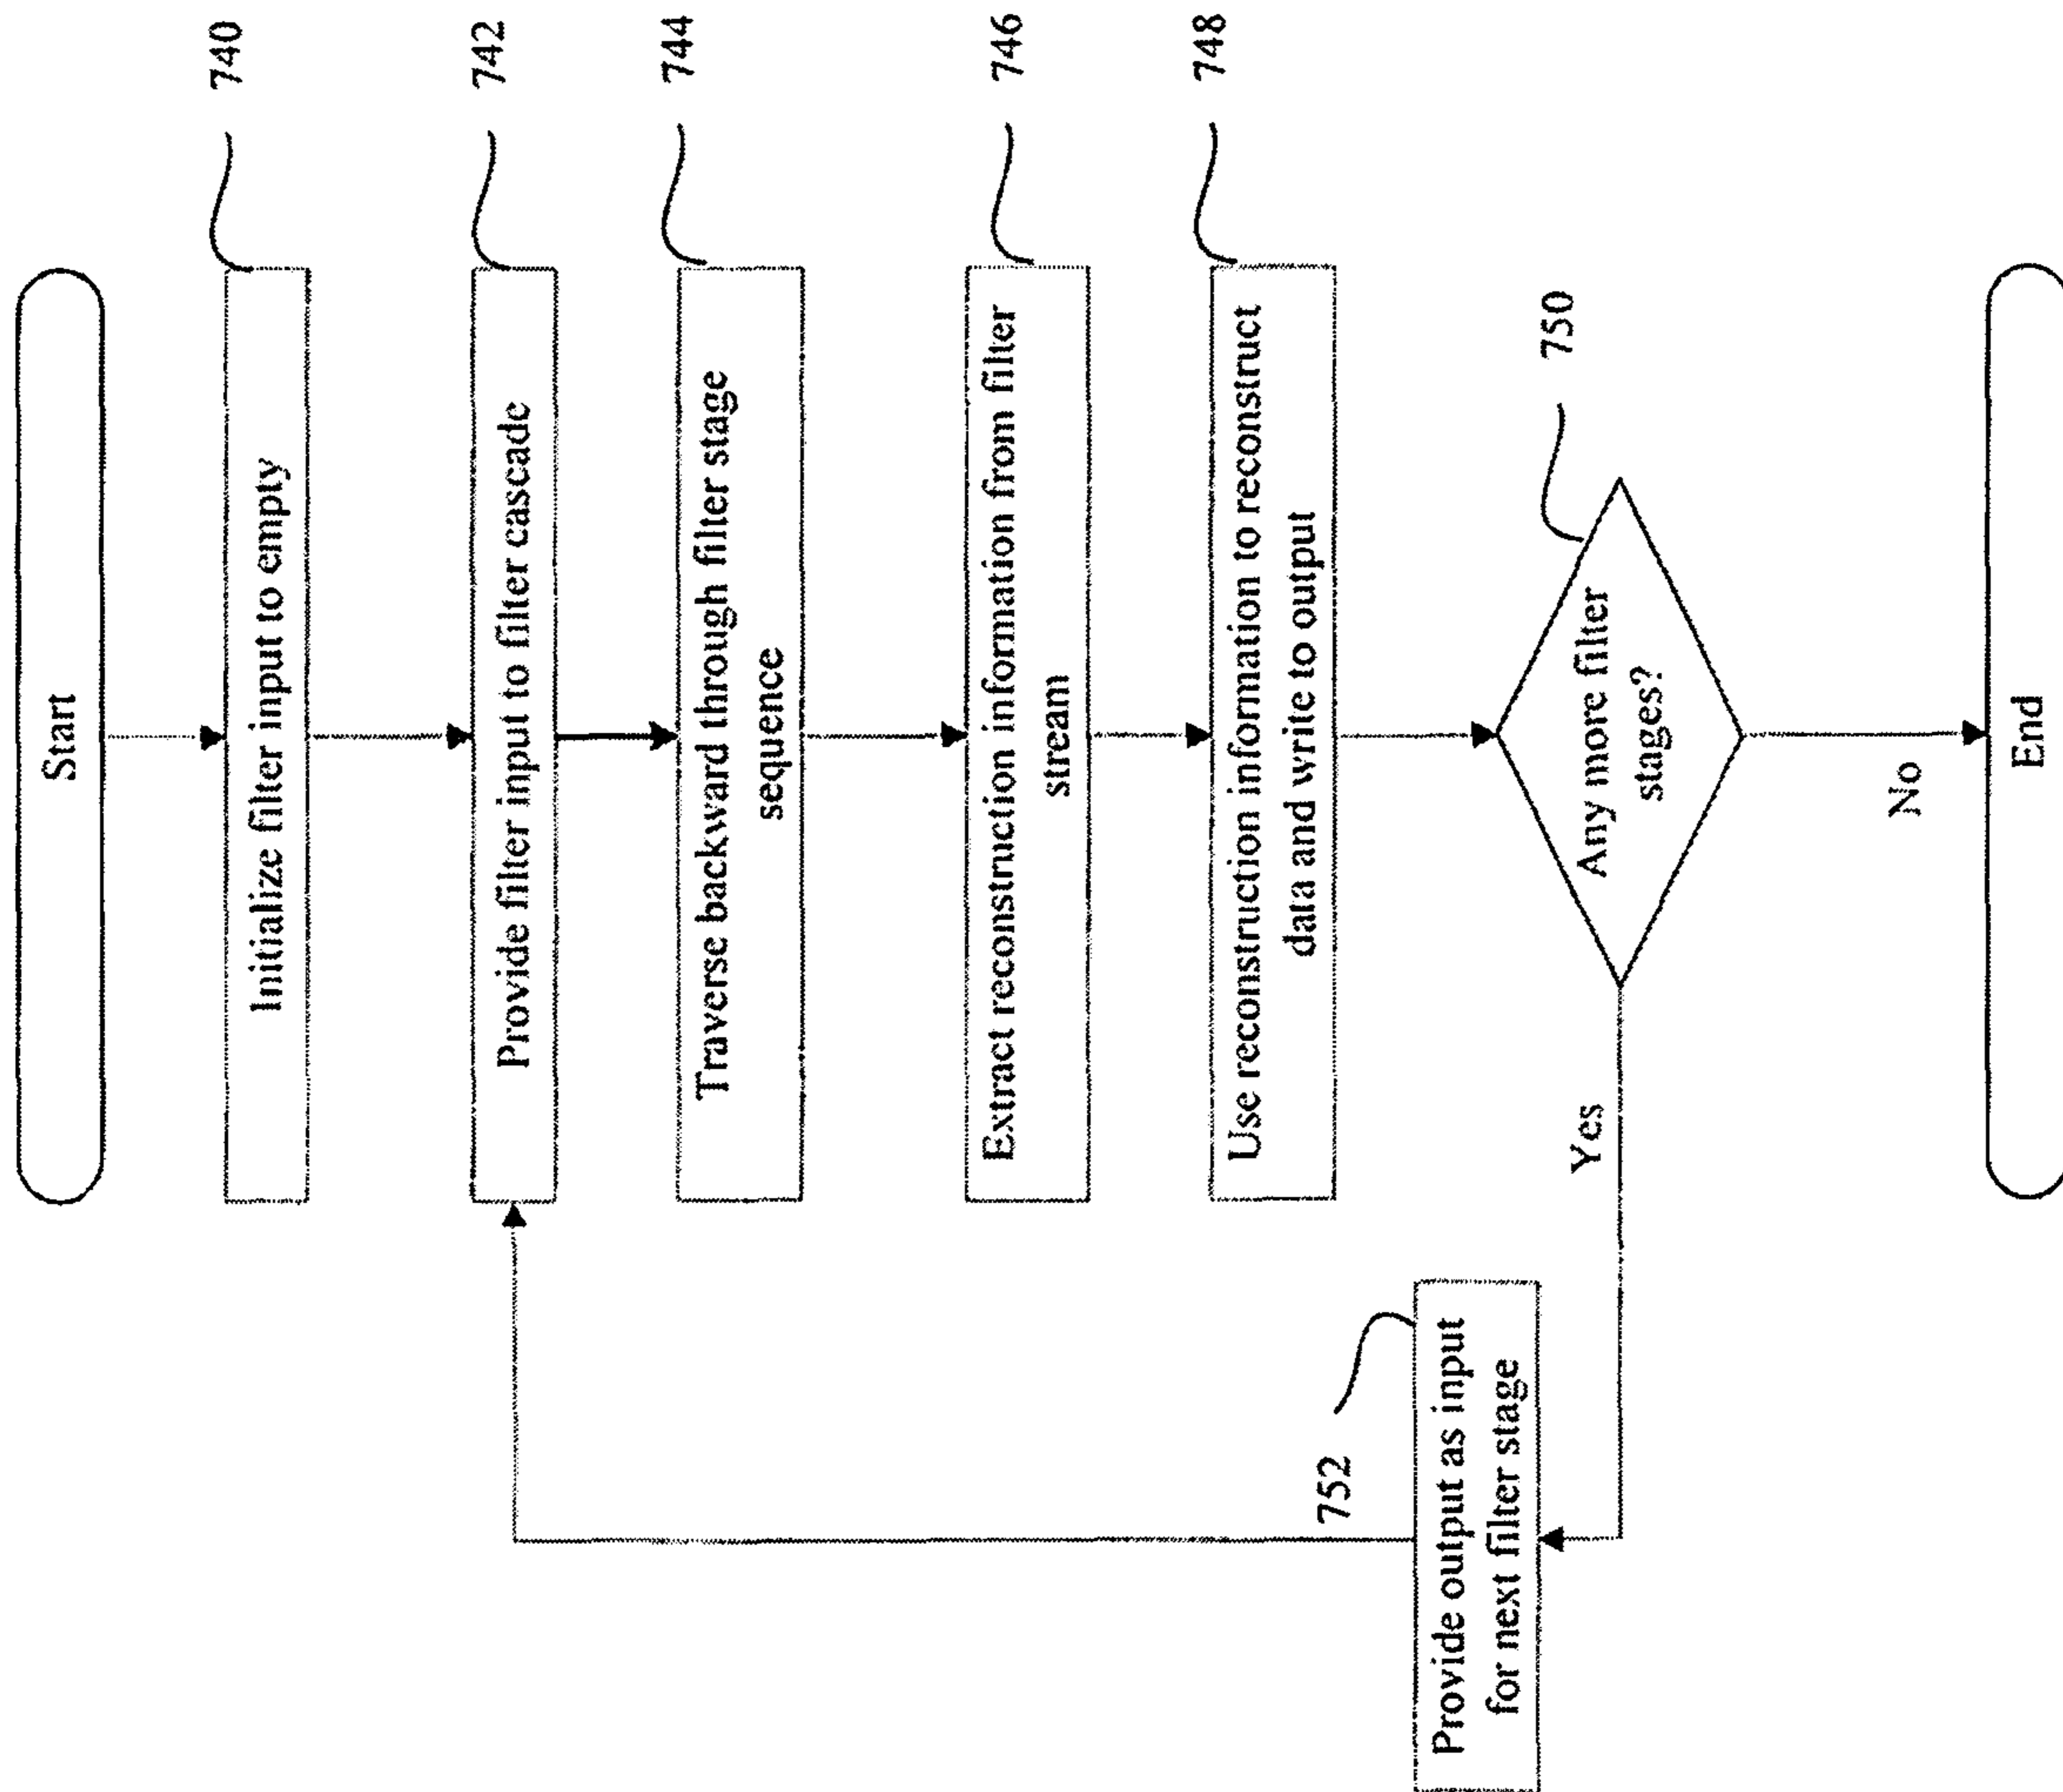 Start
740
Initialize filter input to empty
742
Provide filter input to filter cascade
744
Traverse backward through filter stage
sequence
746
Extract reconstruction information from filter
stream
748
Use reconstruction information to reconstruct
data and write to output
750
Any more filter
stages?
Yes
752
Provide output as input
for next filter stage
No
End